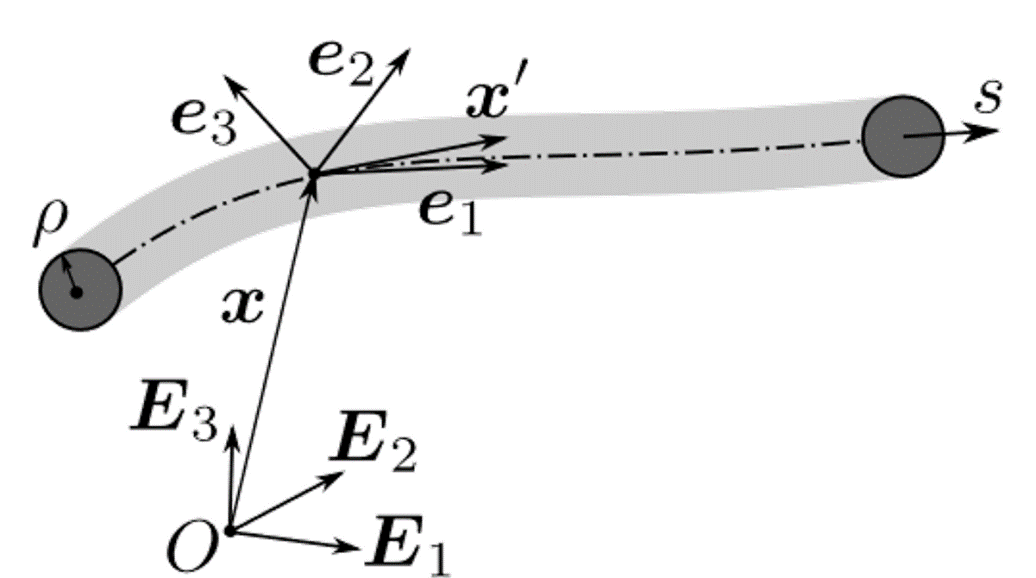 e₂
x′
s
e₃
ρ
e₁
x
E₃
E₂
O
E₁